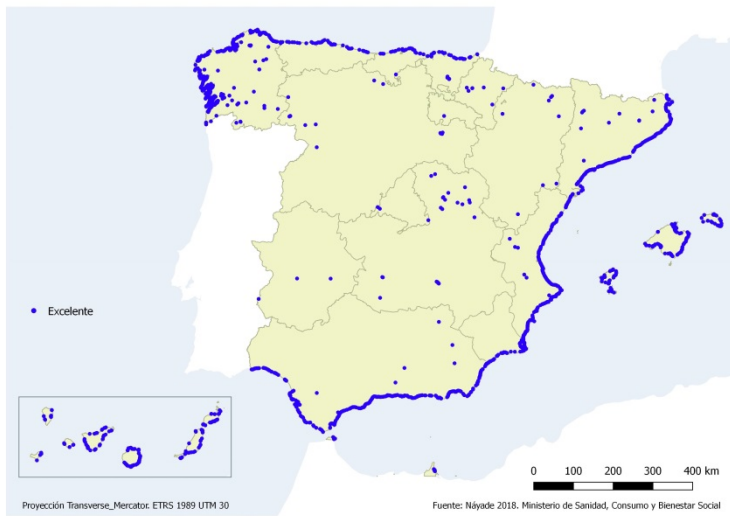 Excelente
0 100 200 300 400 km
Proyección Transverse_Mercator. ETRS 1989 UTM 30
Fuente: Náyade 2018. Ministerio de Sanidad, Consumo y Bienestar Social